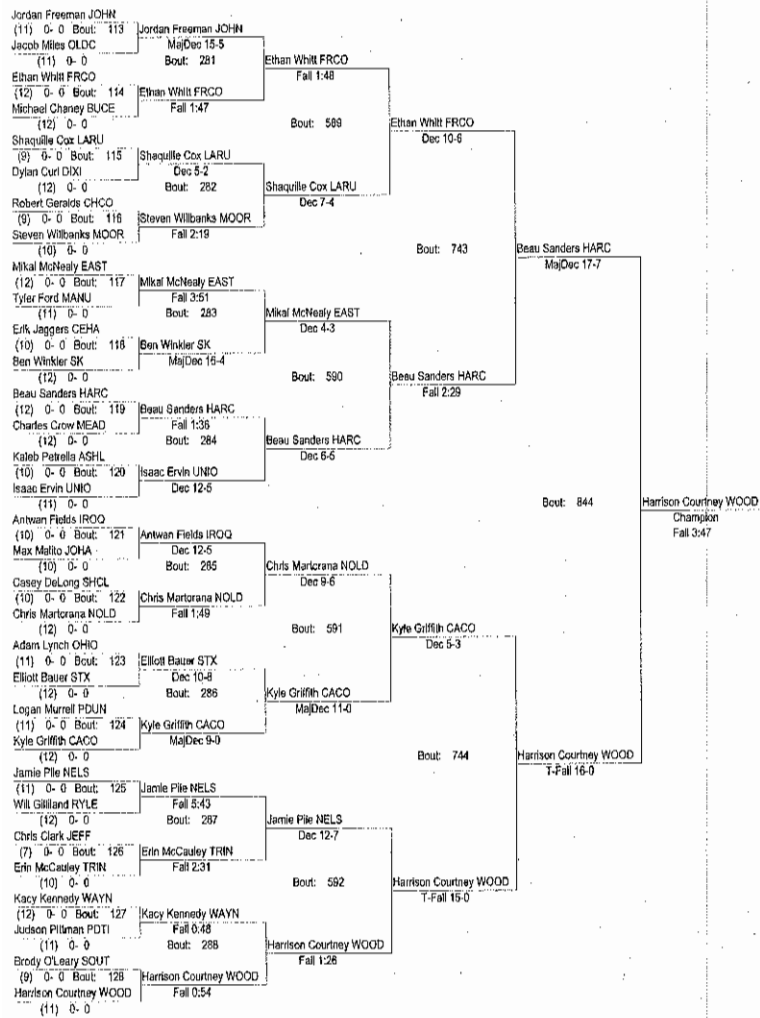 Jordan Freeman JOHN
(11) 0- 0 Bout: 113
Jacob Miles OLDC
(11) 0- 0
Ethan Whitt FRCO
(12) 0- 0 Bout: 114
Michael Chaney BUCE
(12) 0- 0
Shaquille Cox LARU
(9) 0- 0 Bout: 115
Dylan Curl DIXI
(12) 0- 0
Robert Geralds CHCO
(9) 0- 0 Bout: 116
Steven Willbanks MOOR
(10) 0- 0
Mikal McNealy EAST
(12) 0- 0 Bout: 117
Tyler Ford MANU
(11) 0- 0
Erik Jaggers CEHA
(10) 0- 0 Bout: 118
Ben Winkler SK
(12) 0- 0
Beau Sanders HARC
(12) 0- 0 Bout: 119
Charles Crow MEAD
(12) 0- 0
Kaleb Petrella ASHL
(10) 0- 0 Bout: 120
Isaac Ervin UNIO
(11) 0- 0
Antwan Fields IROQ
(10) 0- 0 Bout: 121
Max Malito JOHA
(10) 0- 0
Casey DeLong SHCL
(10) 0- 0 Bout: 122
Chris Martorana NOLD
(12) 0- 0
Adam Lynch OHIO
(11) 0- 0 Bout: 123
Elliott Bauer STX
(12) 0- 0
Logan Murrell PDUN
(11) 0- 0 Bout: 124
Kyle Griffith CACO
(12) 0- 0
Jamie Pile NELS
(11) 0- 0 Bout: 125
Will Gilliland RYLE
(12) 0- 0
Chris Clark JEFF
(7) 0- 0 Bout: 126
Erin McCauley TRIN
(10) 0- 0
Kacy Kennedy WAYN
(12) 0- 0 Bout: 127
Judson Pittman PDTI
(11) 0- 0
Brody O'Leary SOUT
(9) 0- 0 Bout: 128
Harrison Courtney WOOD
(11) 0- 0
Jordan Freeman JOHN
MajDec 15-5
Bout: 281
Ethan Whitt FRCO
Fall 1:47
Shaquille Cox LARU
Dec 5-2
Bout: 282
Steven Willbanks MOOR
Fall 2:19
Mikal McNealy EAST
Fall 3:51
Bout: 283
Ben Winkler SK
MajDec 16-4
Beau Sanders HARC
Fall 1:36
Bout: 284
Isaac Ervin UNIO
Dec 12-5
Antwan Fields IROQ
Dec 12-5
Bout: 285
Chris Martorana NOLD
Fall 1:49
Elliott Bauer STX
Dec 10-8
Bout: 286
Kyle Griffith CACO
MajDec 9-0
Jamie Pile NELS
Fall 5:43
Bout: 287
Erin McCauley TRIN
Fall 2:31
Kacy Kennedy WAYN
Fall 0:48
Bout: 288
Harrison Courtney WOOD
Fall 0:54
Ethan Whitt FRCO
Fall 1:48
Bout: 589
Shaquille Cox LARU
Dec 7-4
Mikal McNealy EAST
Dec 4-3
Bout: 590
Beau Sanders HARC
Dec 6-5
Chris Martorana NOLD
Dec 9-6
Bout: 591
Kyle Griffith CACO
MajDec 11-0
Jamie Pile NELS
Dec 12-7
Bout: 592
Harrison Courtney WOOD
Fall 1:26
Ethan Whitt FRCO
Dec 10-6
Bout: 743
Beau Sanders HARC
Fall 2:29
Kyle Griffith CACO
Dec 5-3
Bout: 744
Harrison Courtney WOOD
T-Fall 15-0
Beau Sanders HARC
MajDec 17-7
Bout: 844
Harrison Courtney WOOD
T-Fall 16-0
Harrison Courtney WOOD
Champion
Fall 3:47